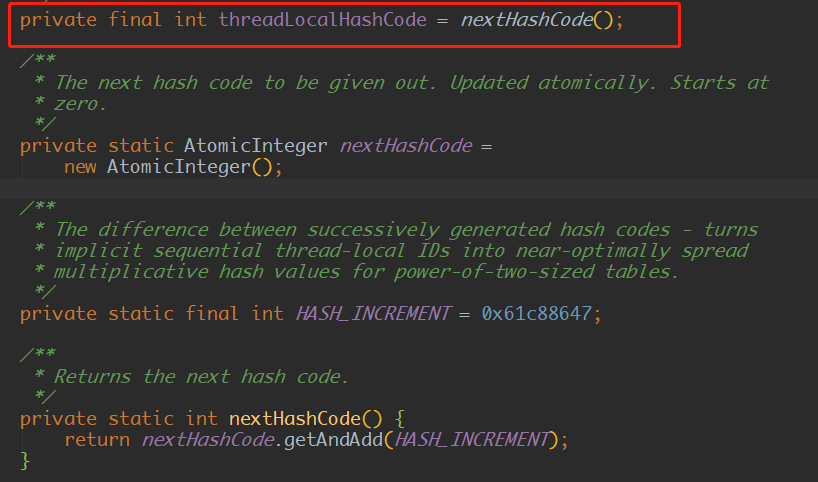 private final int threadLocalHashCode = nextHashCode();
/**
* The next hash code to be given out. Updated atomically. Starts at
* zero.
*/
private static AtomicInteger nextHashCode =
new AtomicInteger();
/**
* The difference between successively generated hash codes - turns
* implicit sequential thread-local IDs into near-optimally spread
* multiplicative hash values for power-of-two-sized tables.
*/
private static final int HASH_INCREMENT = 0x61c88647;
/**
* Returns the next hash code.
*/
private static int nextHashCode() {
return nextHashCode.getAndAdd(HASH_INCREMENT);
}